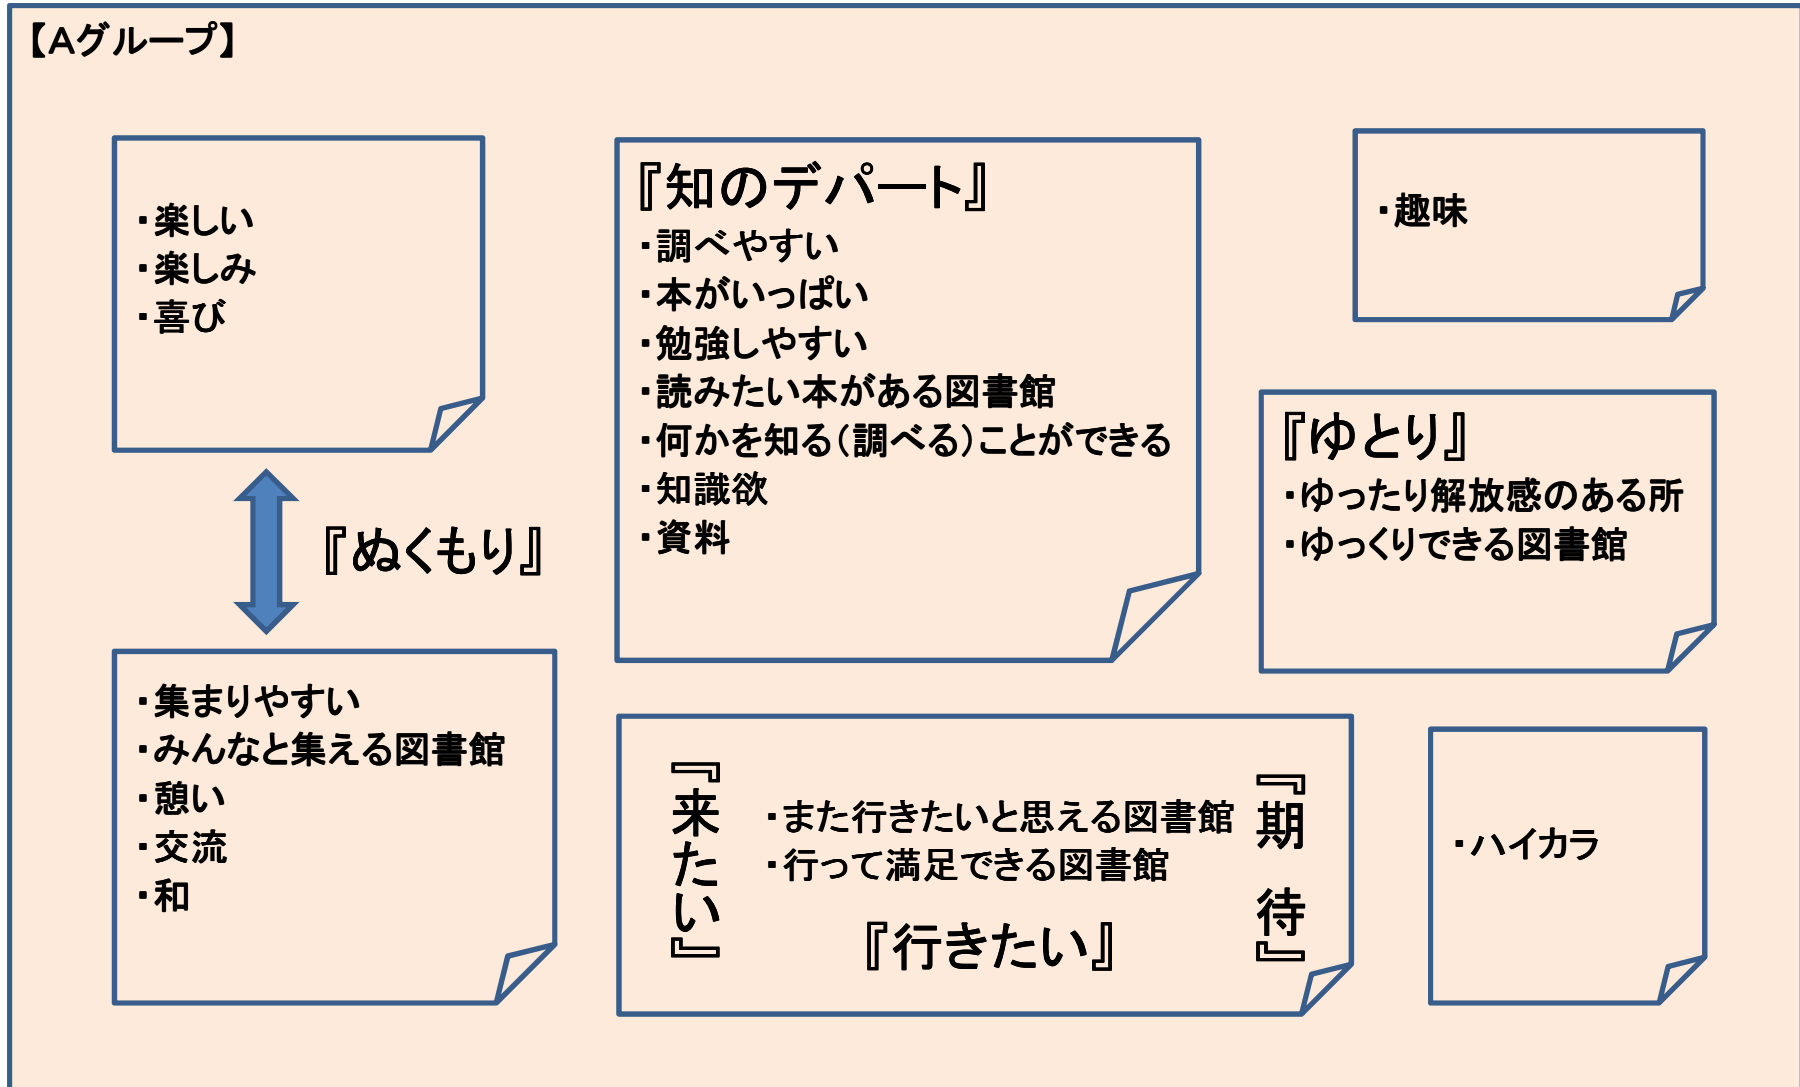 【Aグループ】
・楽しい
・楽しみ
・喜び
『ぬくもり』
・集まりやすい
・みんなと集える図書館
・憩い
・交流
・和
『知のデパート』
・調べやすい
・本がいっぱい
・勉強しやすい
・読みたい本がある図書館
・何かを知る(調べる)ことができる
・知識欲
・資料
『来たい』
・また行きたいと思える図書館
・行って満足できる図書館
『行きたい』
『期 待』
・趣味
『ゆとり』
・ゆったり解放感のある所
・ゆっくりできる図書館
・ハイカラ